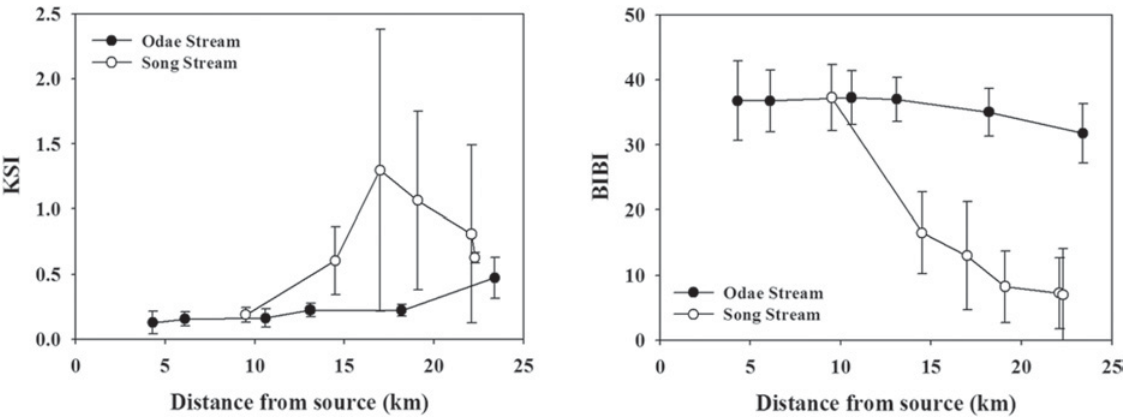 2.5
2.0
1.5
1.0
0.5
0.0
KSI
Odae Stream
Song Stream
0 5 10 15 20 25
Distance from source (km)
50
40
30
20
10
0
BIBI
Odae Stream
Song Stream
0 5 10 15 20 25
Distance from source (km)